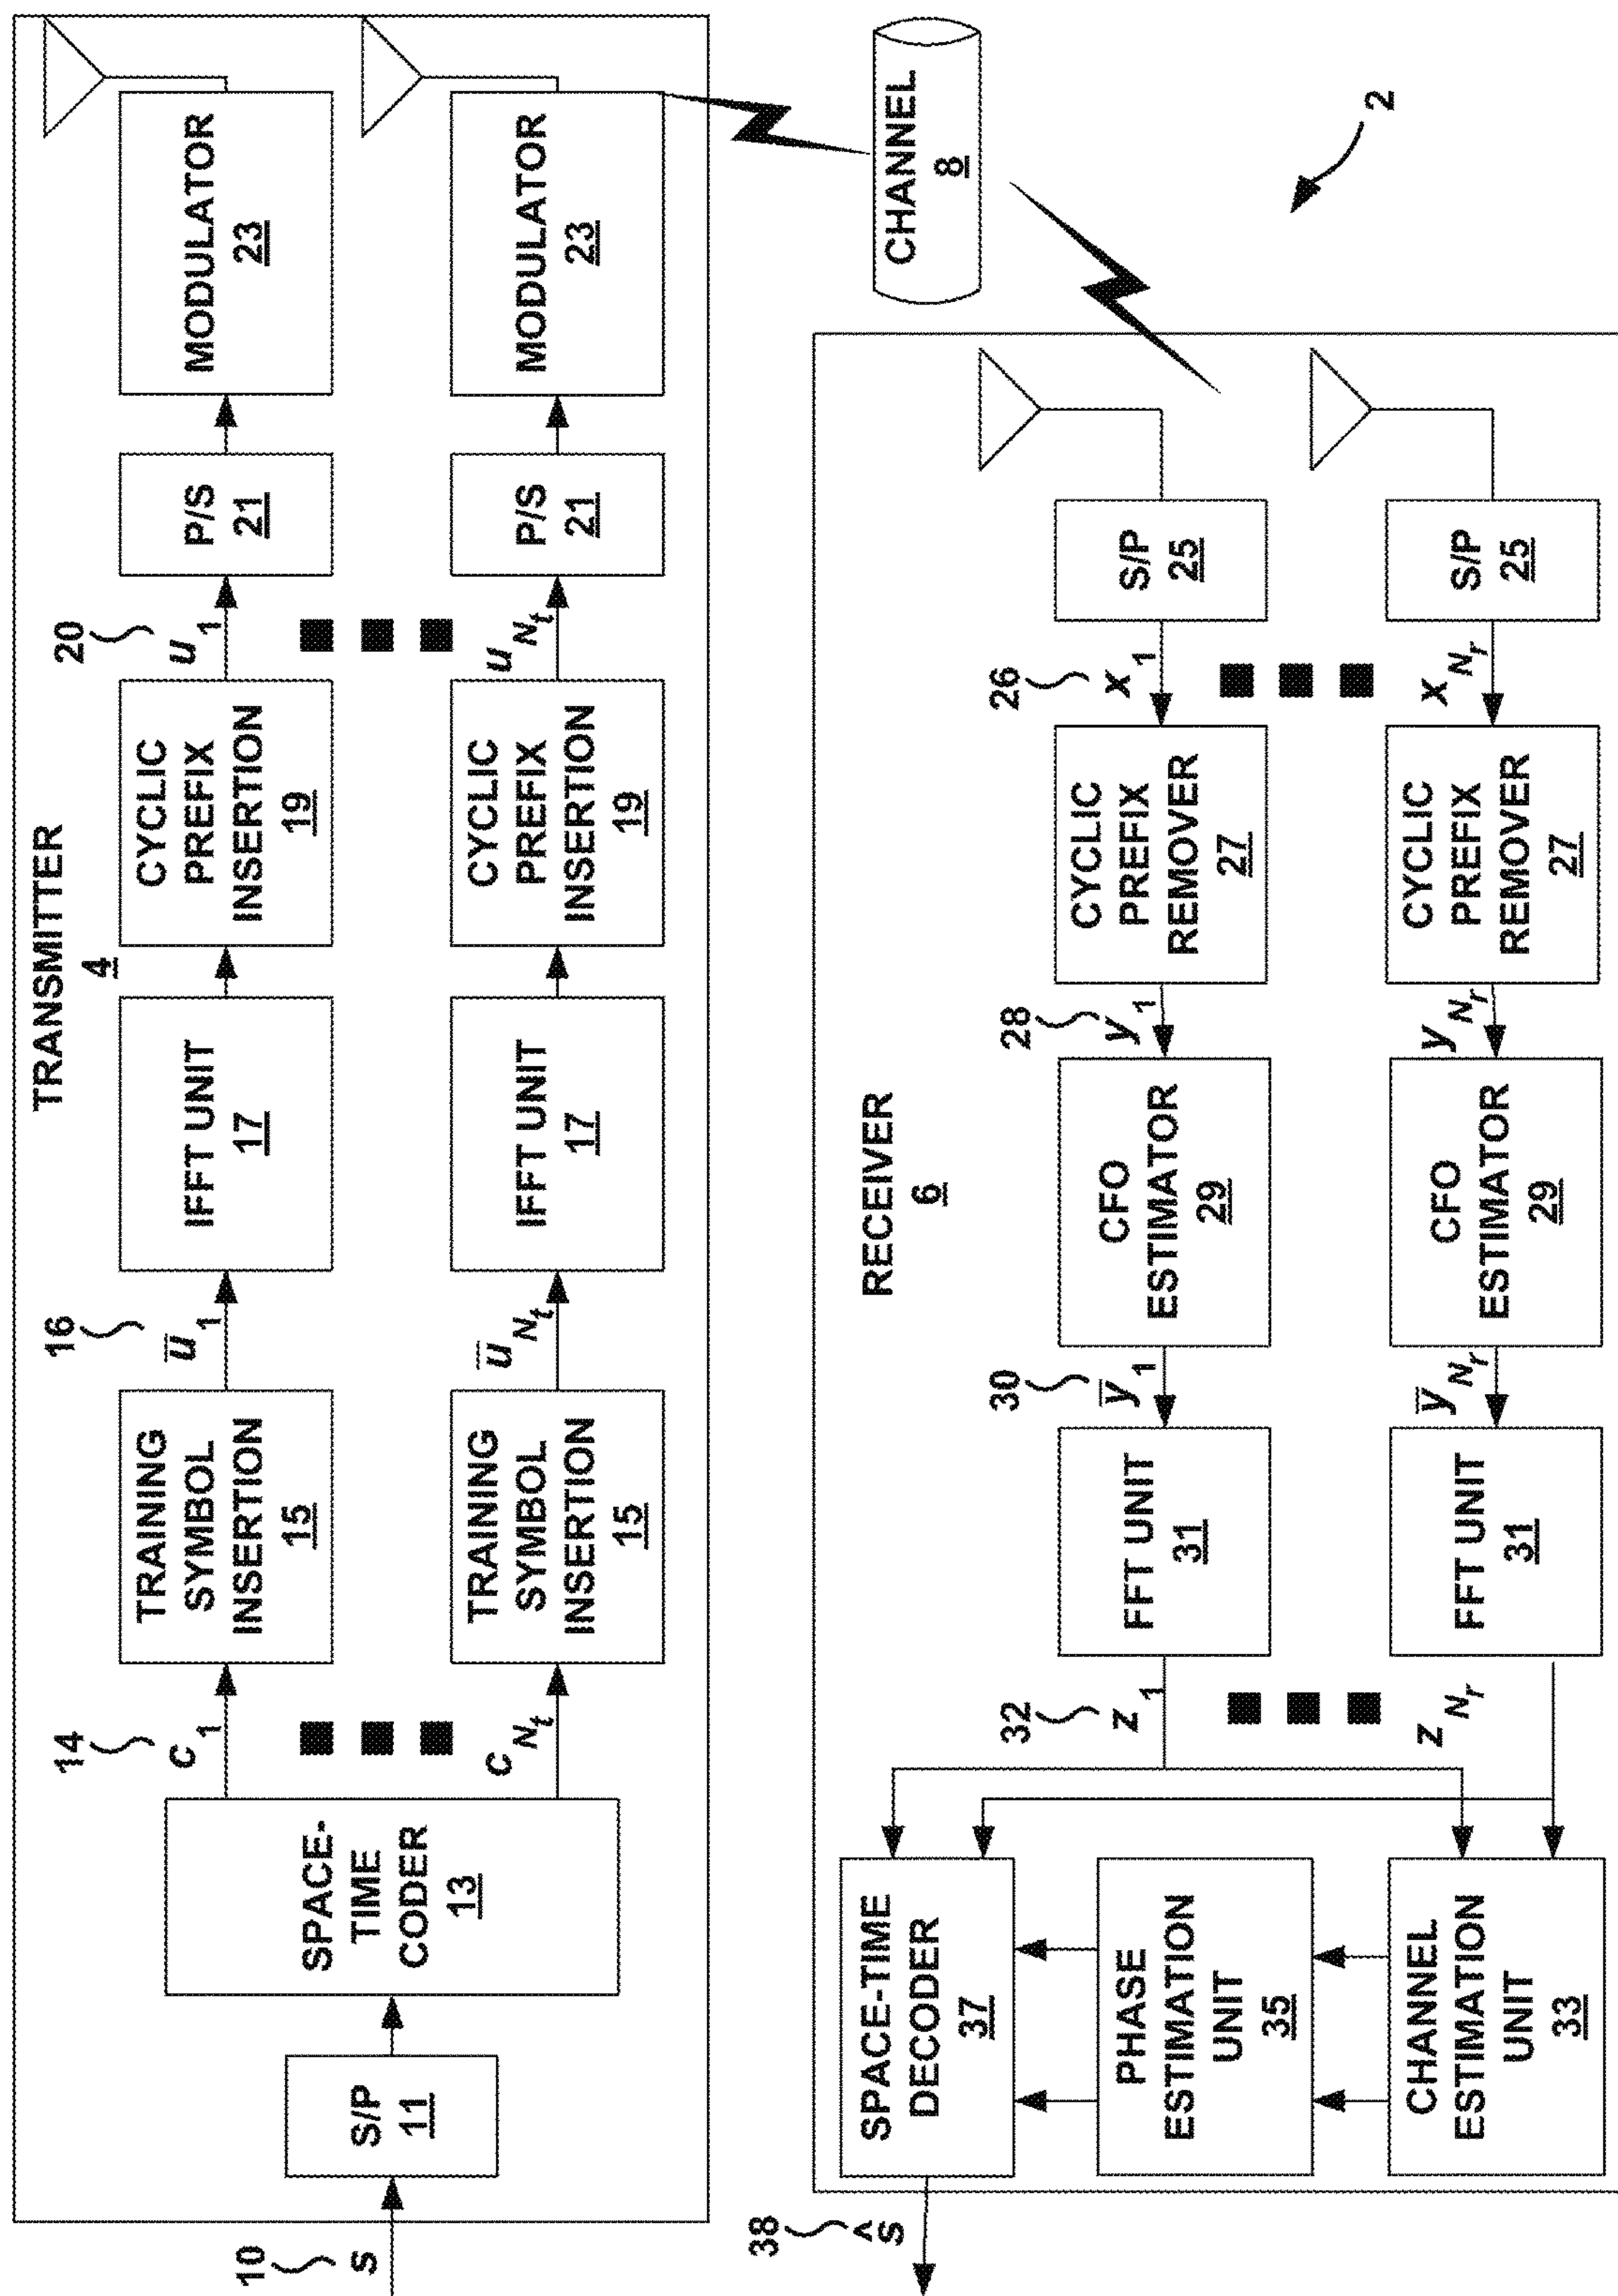 TRANSMITTER
4
10
s
S/P
11
SPACE-
TIME
CODER
13
14
c1
TRAINING
SYMBOL
INSERTION
15
16
u̅1
IFFT UNIT
17
CYCLIC
PREFIX
INSERTION
19
20
u1
P/S
21
MODULATOR
23
cNt
TRAINING
SYMBOL
INSERTION
15
u̅Nt
IFFT UNIT
17
CYCLIC
PREFIX
INSERTION
19
uNt
P/S
21
MODULATOR
23
CHANNEL
8
2
RECEIVER
6
38
ŝ
SPACE-TIME
DECODER
37
PHASE
ESTIMATION
UNIT
35
CHANNEL
ESTIMATION
UNIT
33
32
z1
FFT UNIT
31
30
y̅1
CFO
ESTIMATOR
29
28
y1
CYCLIC
PREFIX
REMOVER
27
26
x1
S/P
25
zNr
FFT UNIT
31
y̅Nr
CFO
ESTIMATOR
29
yNr
CYCLIC
PREFIX
REMOVER
27
xNr
S/P
25